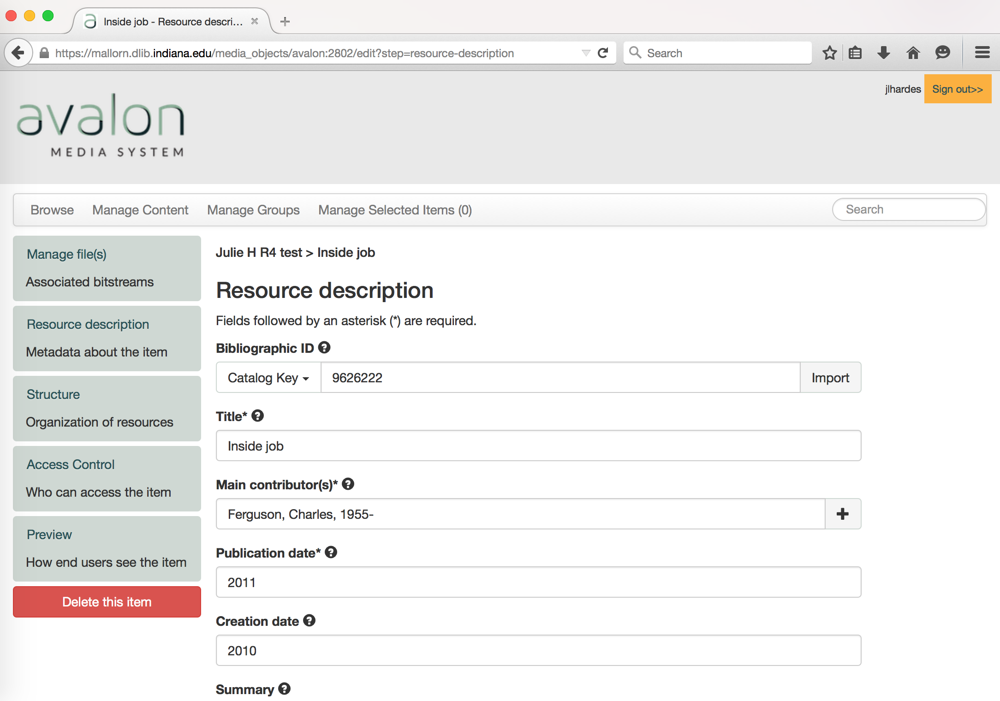 Inside job - Resource descri...
https://mallorn.dlib.indiana.edu/media_objects/avalon:2802/edit?step=resource-description
Search
jlhardes
Sign out>>
avalon
MEDIA SYSTEM
Browse
Manage Content
Manage Groups
Manage Selected Items (0)
Search
Manage file(s)
Associated bitstreams
Resource description
Metadata about the item
Structure
Organization of resources
Access Control
Who can access the item
Preview
How end users see the item
Delete this item
Julie H R4 test > Inside job
Resource description
Fields followed by an asterisk (*) are required.
Bibliographic ID
Catalog Key
9626222
Import
Title*
Inside job
Main contributor(s)*
Ferguson, Charles, 1955-
Publication date*
2011
Creation date
2010
Summary